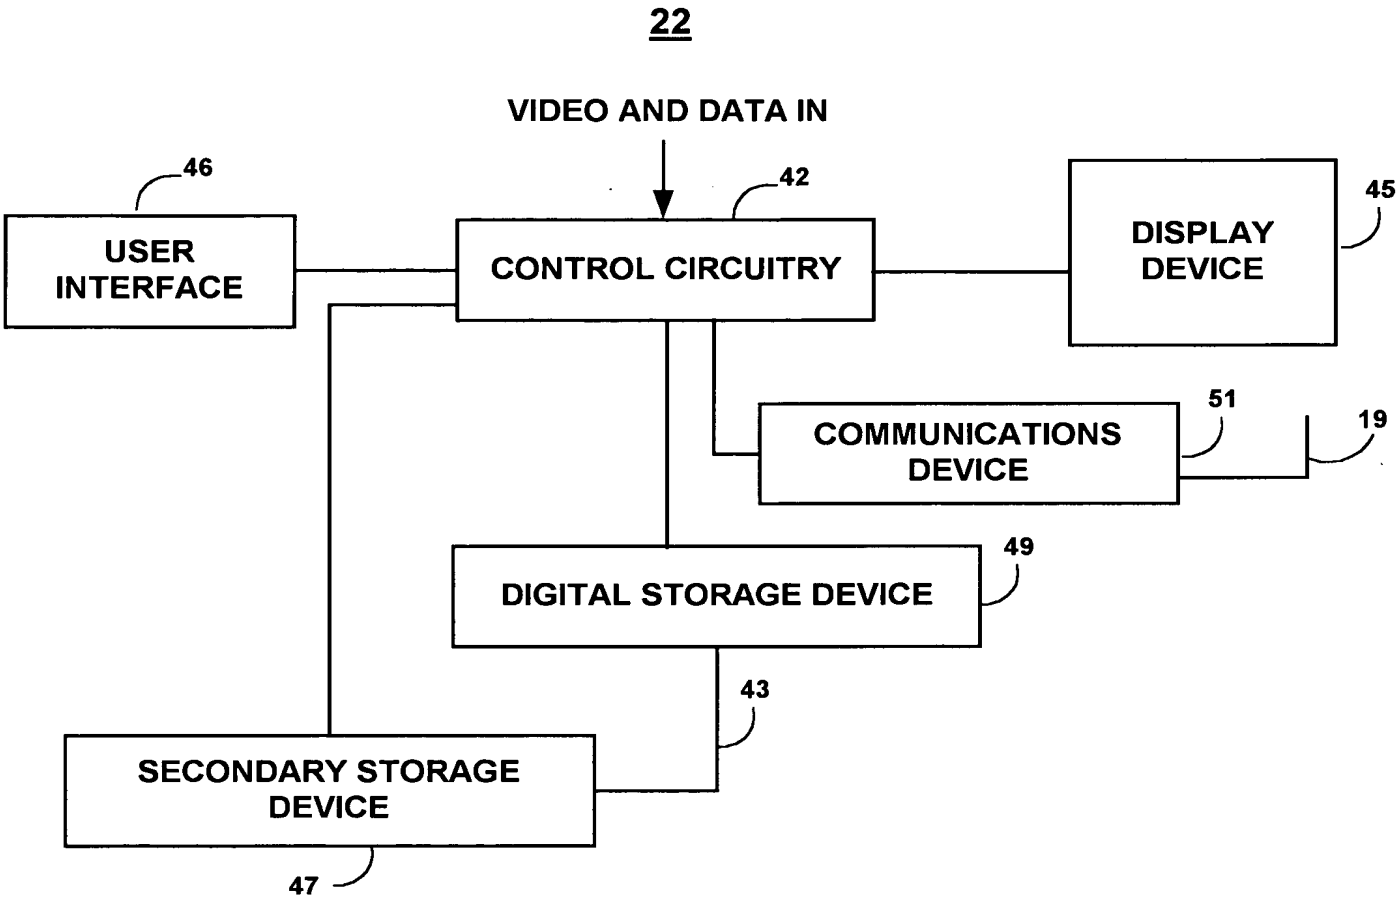 22
VIDEO AND DATA IN
46
42
45
USER
INTERFACE
CONTROL CIRCUITRY
DISPLAY
DEVICE
51
19
COMMUNICATIONS
DEVICE
49
DIGITAL STORAGE DEVICE
43
SECONDARY STORAGE
DEVICE
47